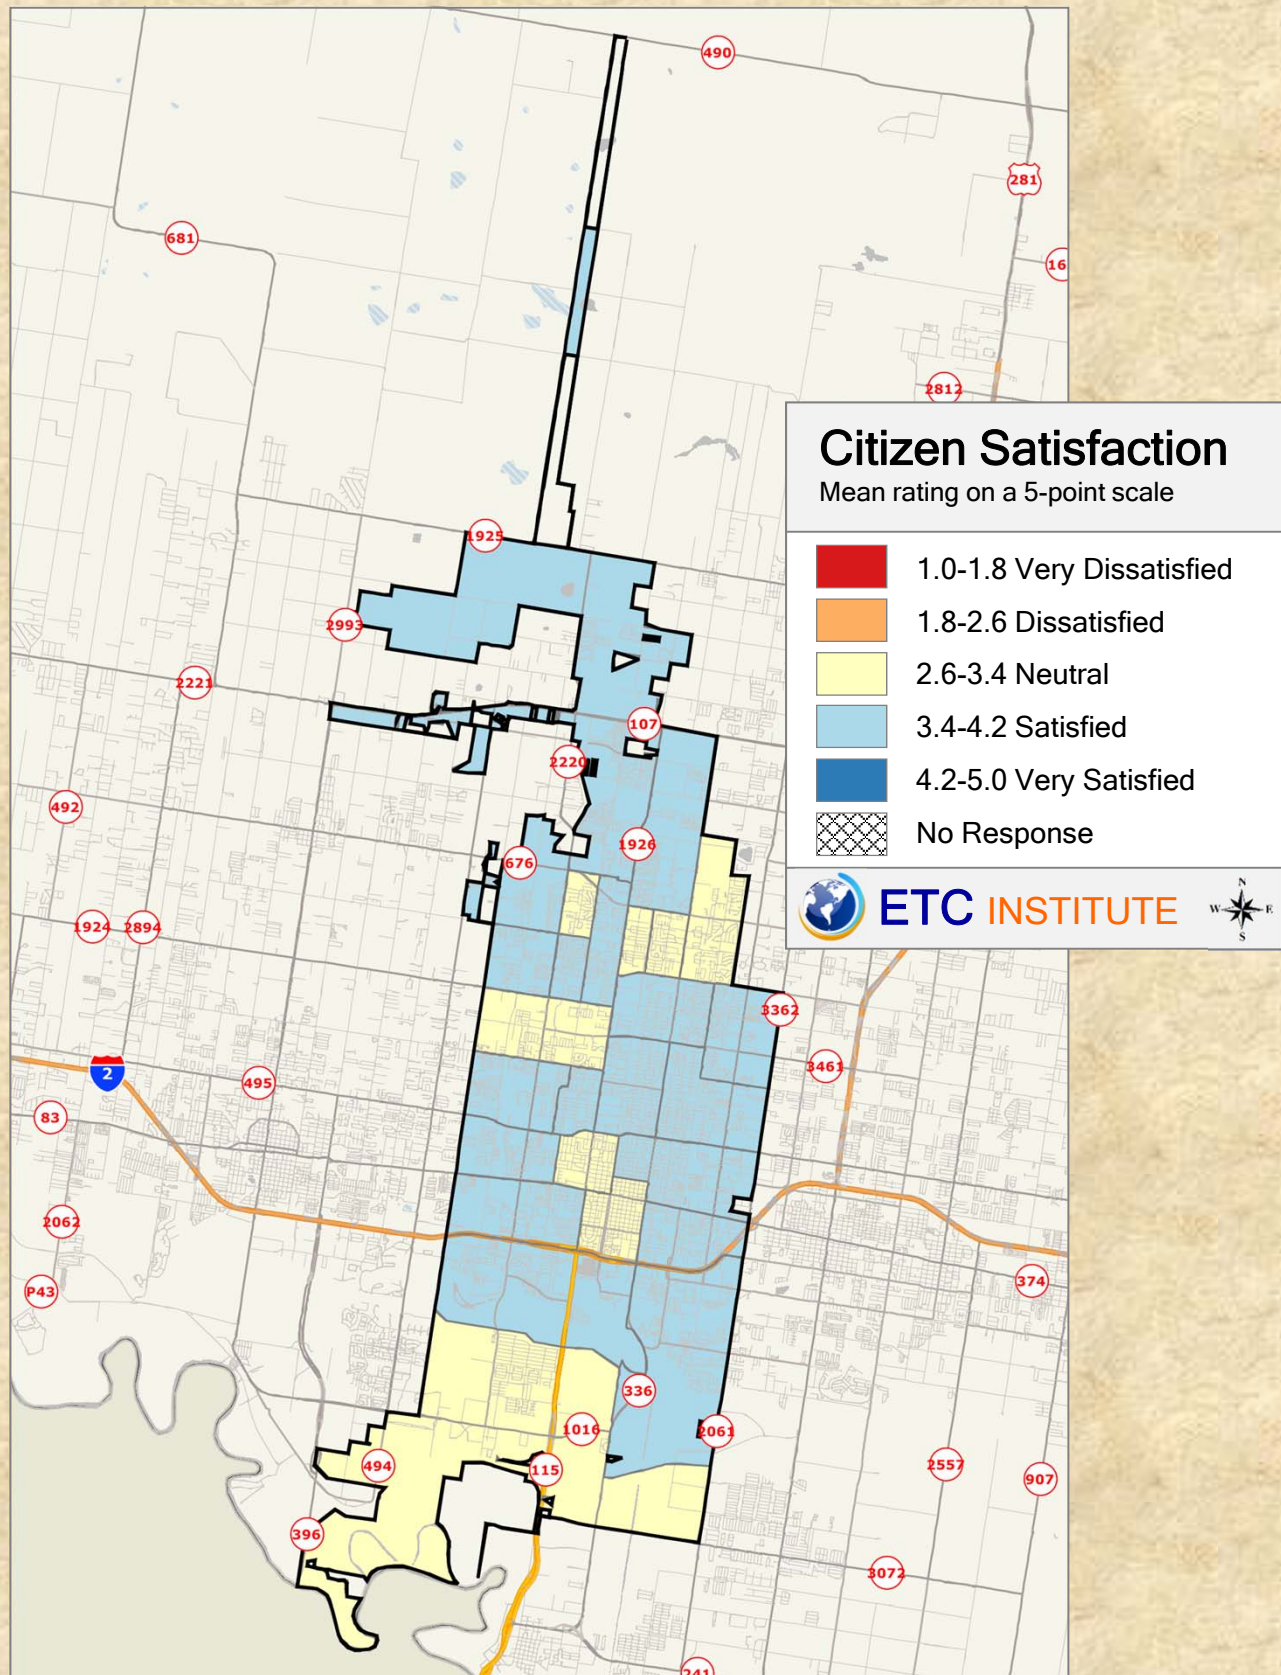 490
281
681
16
2812
Citizen Satisfaction
Mean rating on a 5-point scale
1.0-1.8 Very Dissatisfied
1.8-2.6 Dissatisfied
2.6-3.4 Neutral
3.4-4.2 Satisfied
4.2-5.0 Very Satisfied
No Response
ETC INSTITUTE
N
W E
S
1925
2993
2221
107
2220
492
1926
676
1924 2894
3362
2
3461
495
83
2062
P43
374
336
1016
2061
494
115
2557
907
396
3072
241